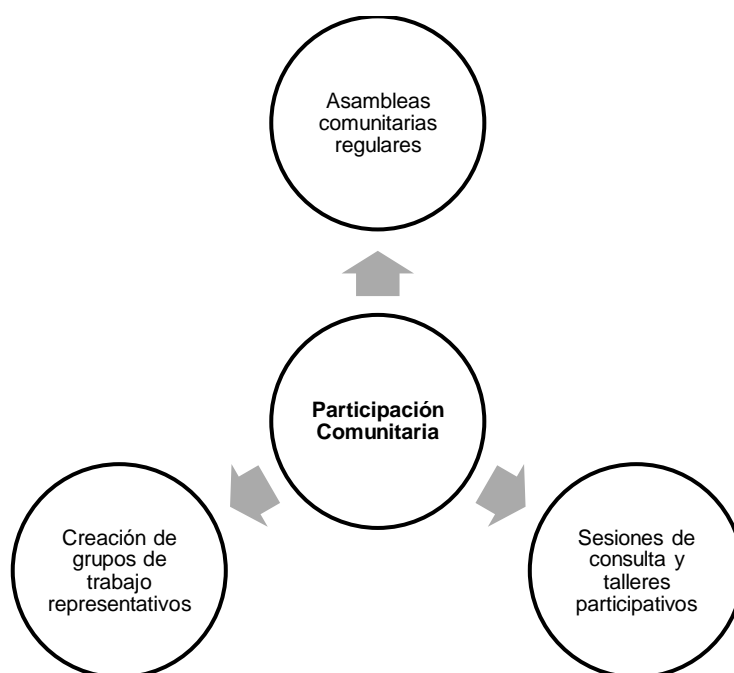 Asambleas
comunitarias
regulares
Participación
Comunitaria
Creación de
grupos de
trabajo
representativos
Sesiones de
consulta y
talleres
participativos